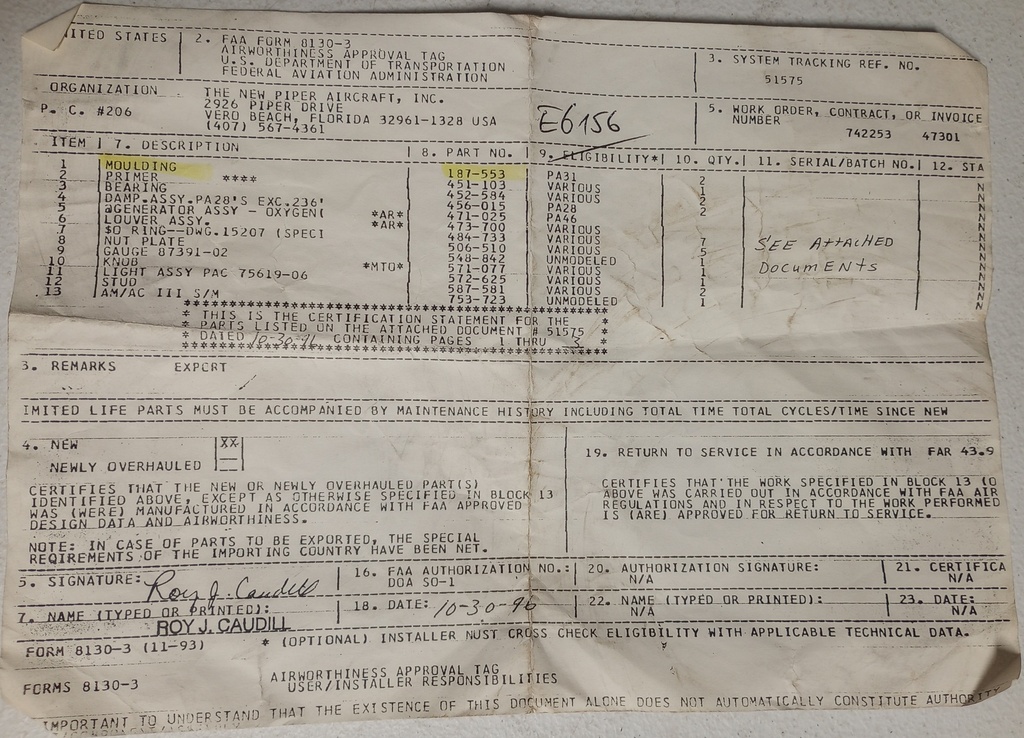 ITED STATES | 2. FAA FORM 8130-3
AIRWORTHINESS APPROVAL TAG
U.S. DEPARTMENT OF TRANSPORTATION
FEDERAL AVIATION ADMINISTRATION
3. SYSTEM TRACKING REF. NO.
51575
ORGANIZATION THE NEW PIPER AIRCRAFT, INC.
P. C. #206 2926 PIPER DRIVE
VERO BEACH, FLORIDA 32961-1328 USA
(407) 567-4361
E6156
5. WORK ORDER, CONTRACT, OR INVOICE
NUMBER
742253 47301
ITEM | 7. DESCRIPTION | 8. PART NO. | 9. ELIGIBILITY* | 10. QTY. | 11. SERIAL/BATCH NO. | 12. STA
1 MOULDING 187-553 PA31 2 N
2 PRIMER **** 451-103 VARIOUS 1 N
3 BEARING 452-584 VARIOUS 2 N
4 DAMP.ASSY.PA28'S EXC.236' 456-015 PA28 2 N
5 aGENERATOR ASSY - OXYGEN( *AR* 471-025 PA46 N
6 LOUVER ASSY. *AR* 473-700 VARIOUS N
7 $O RING--DWG.15207 (SPECI 484-733 VARIOUS 7 N
8 NUT PLATE 506-510 VARIOUS 5 N
9 GAUGE 87391-02 548-842 UNMODELED 1 N
10 KNOB *MTO* 571-077 VARIOUS 1 N
11 LIGHT ASSY PAC 75619-06 572-625 VARIOUS 1 N
12 STUD 587-581 VARIOUS 2 N
13 AM/AC III S/M 753-723 UNMODELED 1 N
SEE ATTACHED
DOCUMENTS
********************************************
* THIS IS THE CERTIFICATION STATEMENT FOR THE *
* PARTS LISTED ON THE ATTACHED DOCUMENT # 51575 *
* DATED 10-30-96 CONTAINING PAGES 1 THRU 3 *
********************************************
3. REMARKS EXPORT
IMITED LIFE PARTS MUST BE ACCOMPANIED BY MAINTENANCE HISTORY INCLUDING TOTAL TIME TOTAL CYCLES/TIME SINCE NEW
4. NEW |XX|
NEWLY OVERHAULED |__|
CERTIFIES THAT THE NEW OR NEWLY OVERHAULED PART(S)
IDENTIFIED ABOVE, EXCEPT AS OTHERWISE SPECIFIED IN BLOCK 13
WAS (WERE) MANUFACTURED IN ACCORDANCE WITH FAA APPROVED
DESIGN DATA AND AIRWORTHINESS.
NOTE: IN CASE OF PARTS TO BE EXPORTED, THE SPECIAL
REQIREMENTS OF THE IMPORTING COUNTRY HAVE BEEN NET.
19. RETURN TO SERVICE IN ACCORDANCE WITH FAR 43.9
CERTIFIES THAT THE WORK SPECIFIED IN BLOCK 13 (O
ABOVE WAS CARRIED OUT IN ACCORDANCE WITH FAA AIR
REGULATIONS AND IN RESPECT TO THE WORK PERFORMED
IS (ARE) APPROVED FOR RETURN TO SERVICE.
5. SIGNATURE: Roy J. Caudill | 16. FAA AUTHORIZATION NO.: | 20. AUTHORIZATION SIGNATURE: | 21. CERTIFICA
DOA SO-1 N/A N/A
7. NAME (TYPED OR PRINTED): | 18. DATE: 10-30-96 | 22. NAME (TYPED OR PRINTED): | 23. DATE:
ROY J. CAUDILL N/A N/A
FORM 8130-3 (11-93) * (OPTIONAL) INSTALLER NUST CROSS CHECK ELIGIBILITY WITH APPLICABLE TECHNICAL DATA.
FORMS 8130-3 AIRWORTHINESS APPROVAL TAG
USER/INSTALLER RESPONSIBILITIES
IMPORTANT TO UNDERSTAND THAT THE EXISTENCE OF THIS DOCUMENT ALONE DOES NOT AUTOMATICALLY CONSTITUTE AUTHORITY